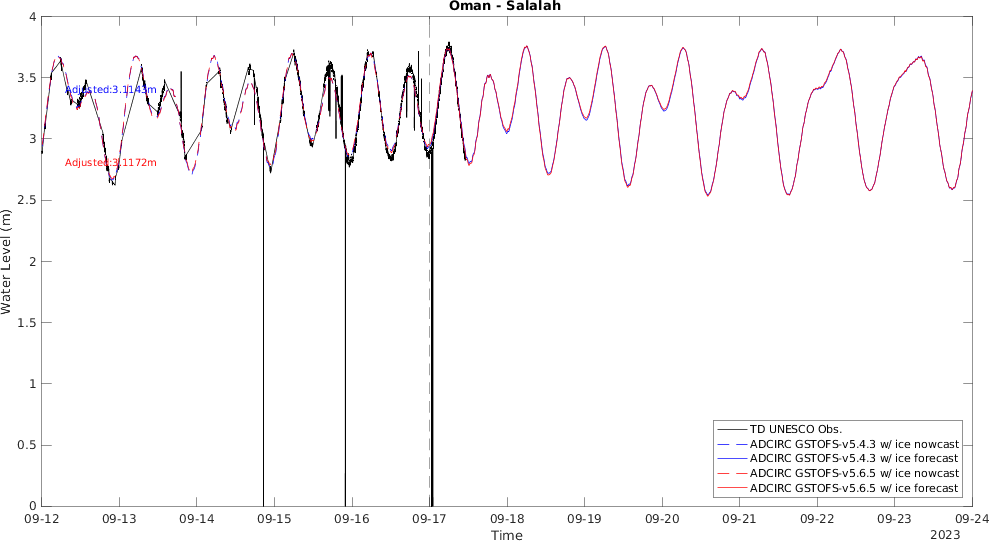 Oman - Salalah
Water Level (m)
4
3.5
3
2.5
2
1.5
1
0.5
0
Adjusted:3.1143m
Adjusted:3.1172m
TD UNESCO Obs.
ADCIRC GSTOFS-v5.4.3 w/ ice nowcast
ADCIRC GSTOFS-v5.4.3 w/ ice forecast
ADCIRC GSTOFS-v5.6.5 w/ ice nowcast
ADCIRC GSTOFS-v5.6.5 w/ ice forecast
09-12 09-13 09-14 09-15 09-16 09-17 09-18 09-19 09-20 09-21 09-22 09-23 09-24
Time
2023